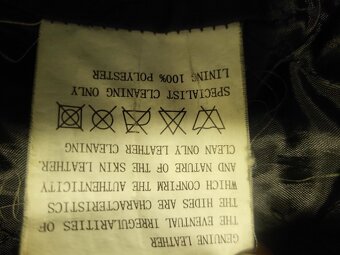 GENUINE LEATHER
THE EVENTUAL IRREGULARITIES OF
THE HIDES ARE CHARACTERISTICS
WHICH CONFIRM THE AUTHENTICITY
AND NATURE OF THE SKIN LEATHER.
CLEAN ONLY LEATHER CLEANING
SPECIALIST CLEANING ONLY
LINING 100% POLYESTER